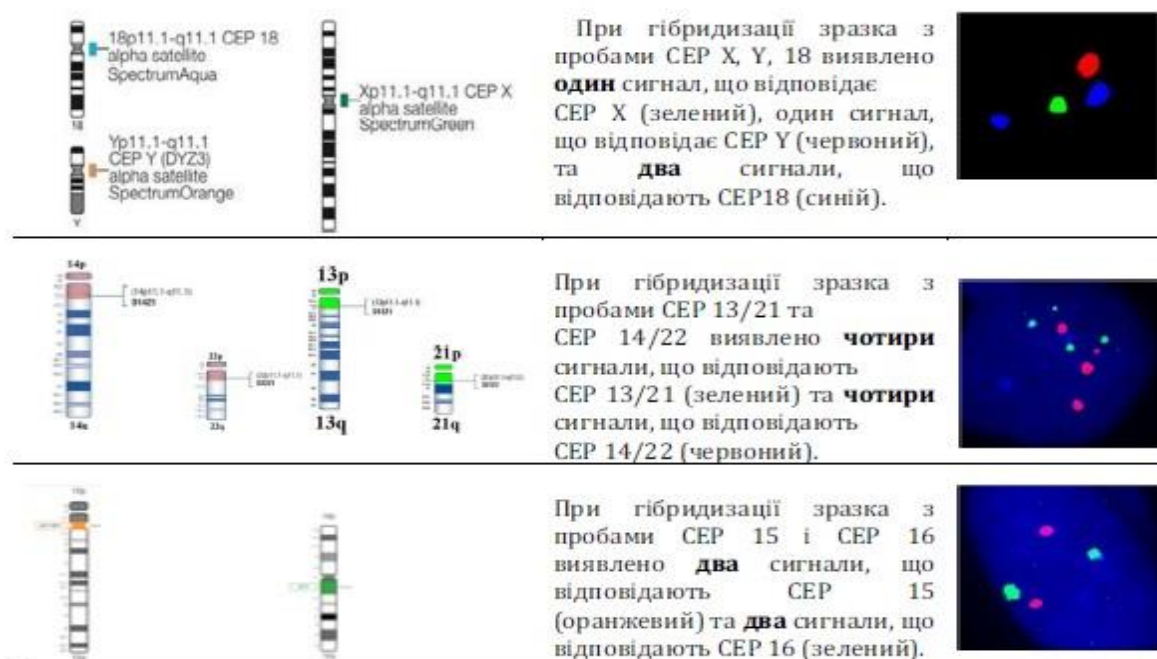 18p11.1-q11.1 CEP 18
alpha satellite
SpectrumAqua
18
Yp11.1-q11.1
CEP Y (DYZ3)
alpha satellite
SpectrumOrange
Y
Xp11.1-q11.1 CEP X
alpha satellite
SpectrumGreen
При гібридизації зразка з
пробами CEP X, Y, 18 виявлено
один сигнал, що відповідає
CEP X (зелений), один сигнал,
що відповідає CEP Y (червоний),
та два сигнали, що
відповідають CEP18 (синій).
14p
14q
22p
13p
13q
21p
21q
При гібридизації зразка з
пробами CEP 13/21 та
CEP 14/22 виявлено чотири
сигнали, що відповідають
CEP 13/21 (зелений) та чотири
сигнали, що відповідають
CEP 14/22 (червоний).
При гібридизації зразка з
пробами CEP 15 і CEP 16
виявлено два сигнали, що
відповідають CEP 15
(оранжевий) та два сигнали, що
відповідають CEP 16 (зелений).